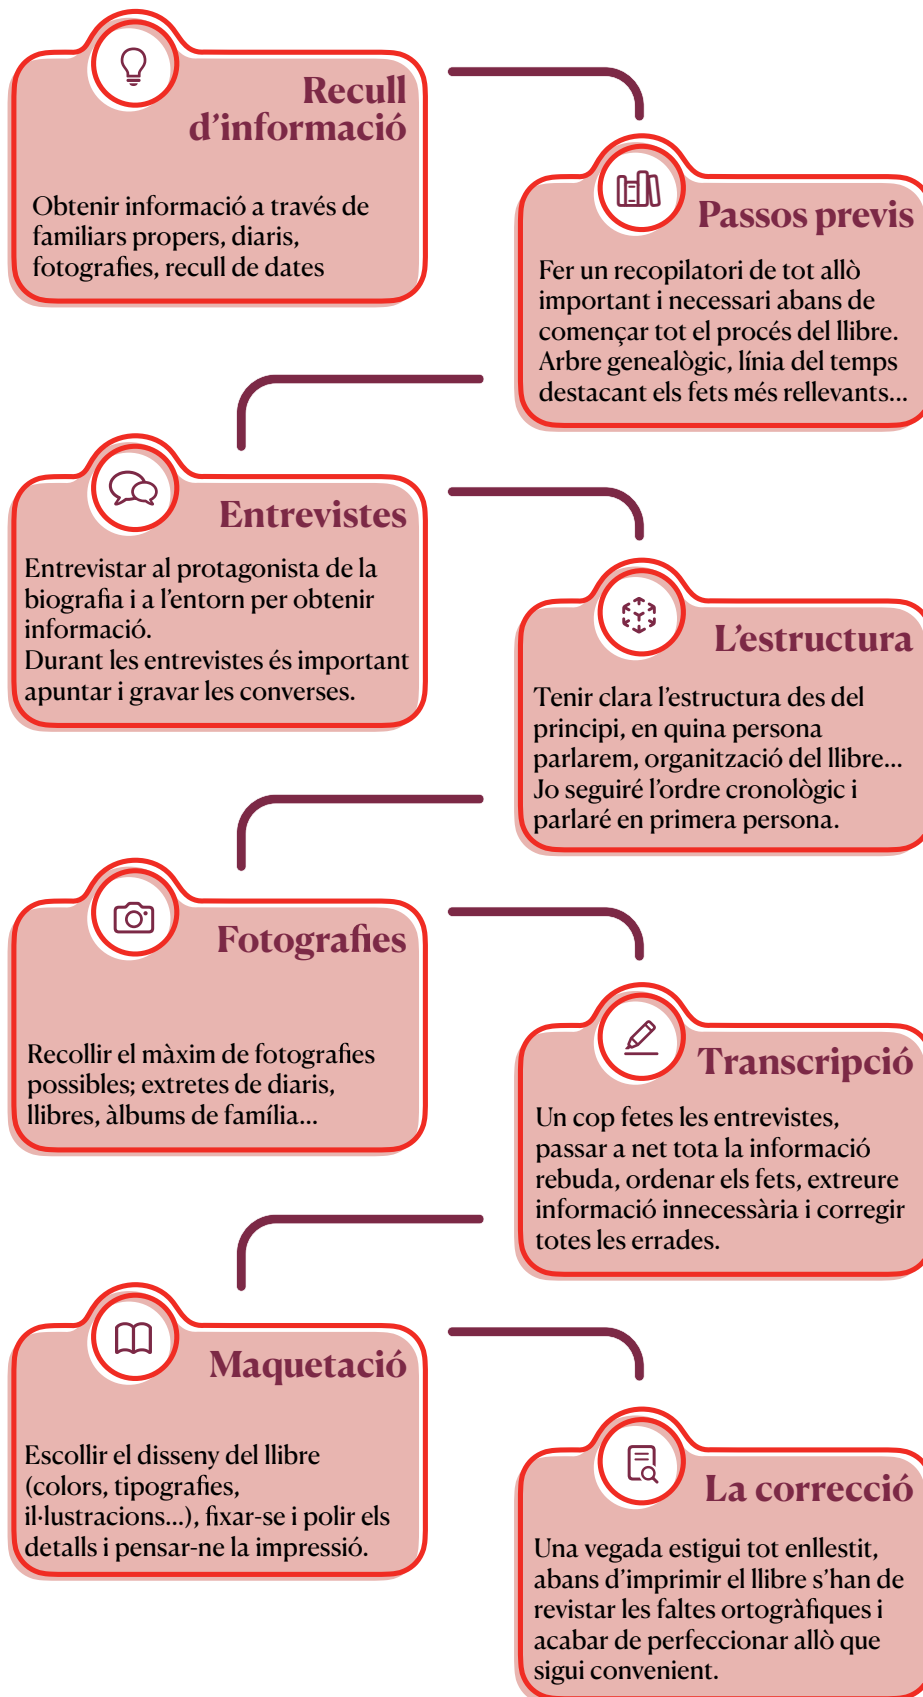 Recull
d’informació
Obtenir informació a través de
familiars propers, diaris,
fotografies, recull de dates
Passos previs
Fer un recopilatori de tot allò
important i necessari abans de
començar tot el procés del llibre.
Arbre genealògic, línia del temps
destacant els fets més rellevants...
Entrevistes
Entrevistar al protagonista de la
biografia i a l’entorn per obtenir
informació.
Durant les entrevistes és important
apuntar i gravar les converses.
L’estructura
Tenir clara l’estructura des del
principi, en quina persona
parlarem, organització del llibre...
Jo seguiré l’ordre cronològic i
parlaré en primera persona.
Fotografies
Recollir el màxim de fotografies
possibles; extretes de diaris,
llibres, àlbums de família...
Transcripció
Un cop fetes les entrevistes,
passar a net tota la informació
rebuda, ordenar els fets, extreure
informació innecessària i corregir
totes les errades.
Maquetació
Escollir el disseny del llibre
(colors, tipografies,
il·lustracions...), fixar-se i polir els
detalls i pensar-ne la impressió.
La correcció
Una vegada estigui tot enllestit,
abans d’imprimir el llibre s’han de
revistar les faltes ortogràfiques i
acabar de perfeccionar allò que
sigui convenient.